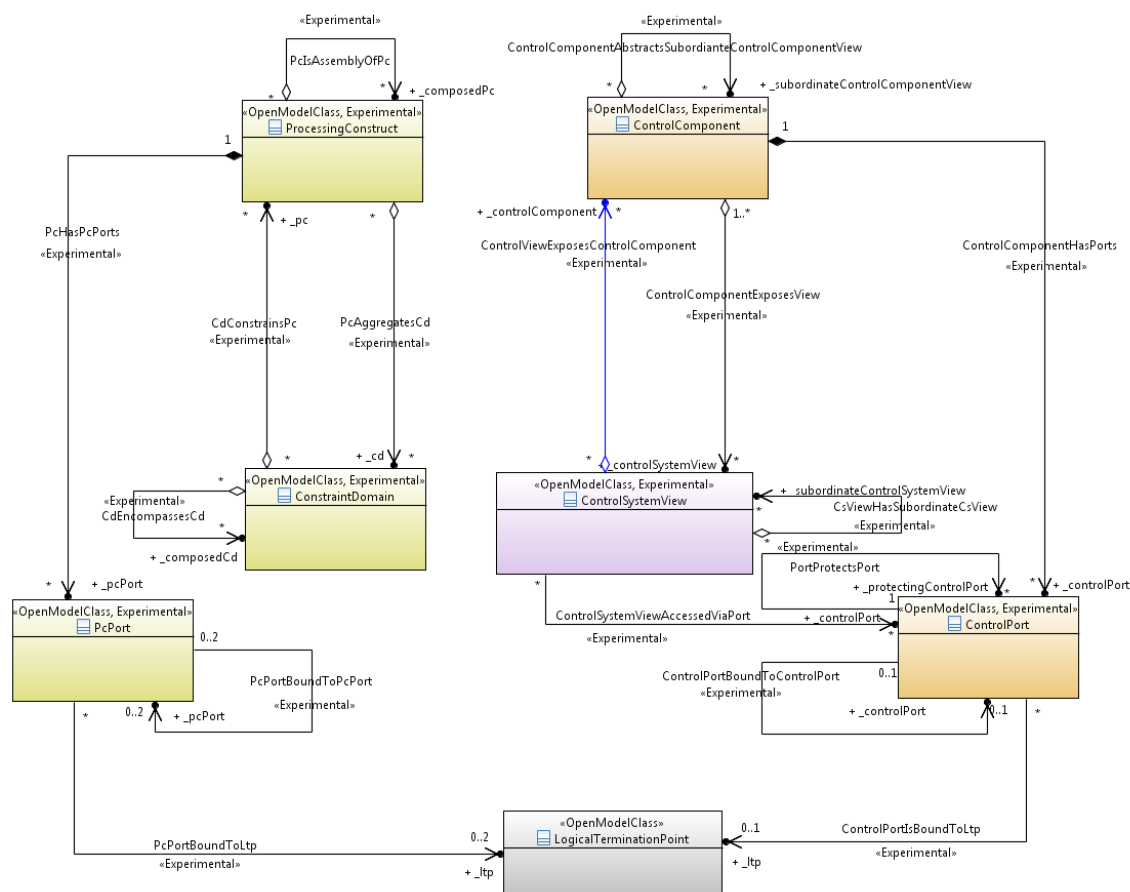 «Experimental»
PcIsAssemblyOfPc
*
*
+ _composedPc
«OpenModelClass, Experimental»
ProcessingConstruct
1
*
+ _pc
*
PcHasPcPorts
«Experimental»
CdConstrainsPc
«Experimental»
PcAggregatesCd
«Experimental»
*
+ _cd
*
«OpenModelClass, Experimental»
ConstraintDomain
*
«Experimental»
CdEncompassesCd
*
+ _composedCd
*
+ _pcPort
«OpenModelClass, Experimental»
PcPort
0..2
PcPortBoundToPcPort
«Experimental»
0..2
+ _pcPort
*
PcPortBoundToLtp
«Experimental»
0..2
+ _ltp
«Experimental»
ControlComponentAbstractsSubordianteControlComponentView
*
*
+ _subordinateControlComponentView
«OpenModelClass, Experimental»
ControlComponent
1
+ _controlComponent
*
1..*
ControlViewExposesControlComponent
«Experimental»
ControlComponentHasPorts
«Experimental»
ControlComponentExposesView
«Experimental»
*
*
+ _controlSystemView
«OpenModelClass, Experimental»
ControlSystemView
+ _subordinateControlSystemView
*
CsViewHasSubordinateCsView
«Experimental»
*
«Experimental»
PortProtectsPort
+ _protectingControlPort
*
*
+ _controlPort
1
*
ControlSystemViewAccessedViaPort
«Experimental»
+ _controlPort
*
«OpenModelClass, Experimental»
ControlPort
0..1
ControlPortBoundToControlPort
«Experimental»
+ _controlPort
0..1
*
«OpenModelClass»
LogicalTerminationPoint
0..1
+ _ltp
ControlPortIsBoundToLtp
«Experimental»